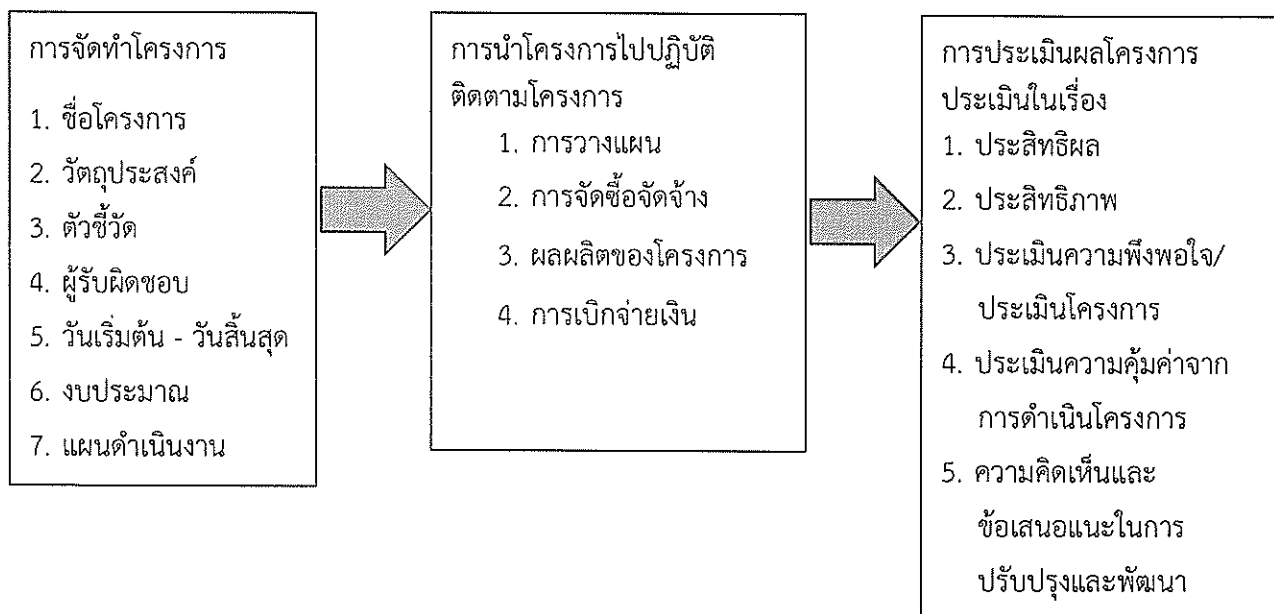 การจัดทำโครงการ
1. ชื่อโครงการ
2. วัตถุประสงค์
3. ตัวชี้วัด
4. ผู้รับผิดชอบ
5. วันเริ่มต้น - วันสิ้นสุด
6. งบประมาณ
7. แผนดำเนินงาน
การนำโครงการไปปฏิบัติ
ติดตามโครงการ
1. การวางแผน
2. การจัดซื้อจัดจ้าง
3. ผลผลิตของโครงการ
4. การเบิกจ่ายเงิน
การประเมินผลโครงการ
ประเมินในเรื่อง
1. ประสิทธิผล
2. ประสิทธิภาพ
3. ประเมินความพึงพอใจ/
ประเมินโครงการ
4. ประเมินความคุ้มค่าจาก
การดำเนินโครงการ
5. ความคิดเห็นและ
ข้อเสนอแนะในการ
ปรับปรุงและพัฒนา